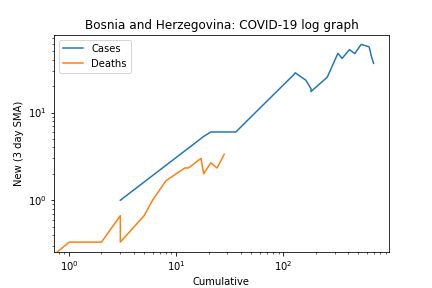 Bosnia and Herzegovina: COVID-19 log graph
Cases
Deaths
New (3 day SMA)
10¹
10⁰
10⁰
10¹
10²
Cumulative